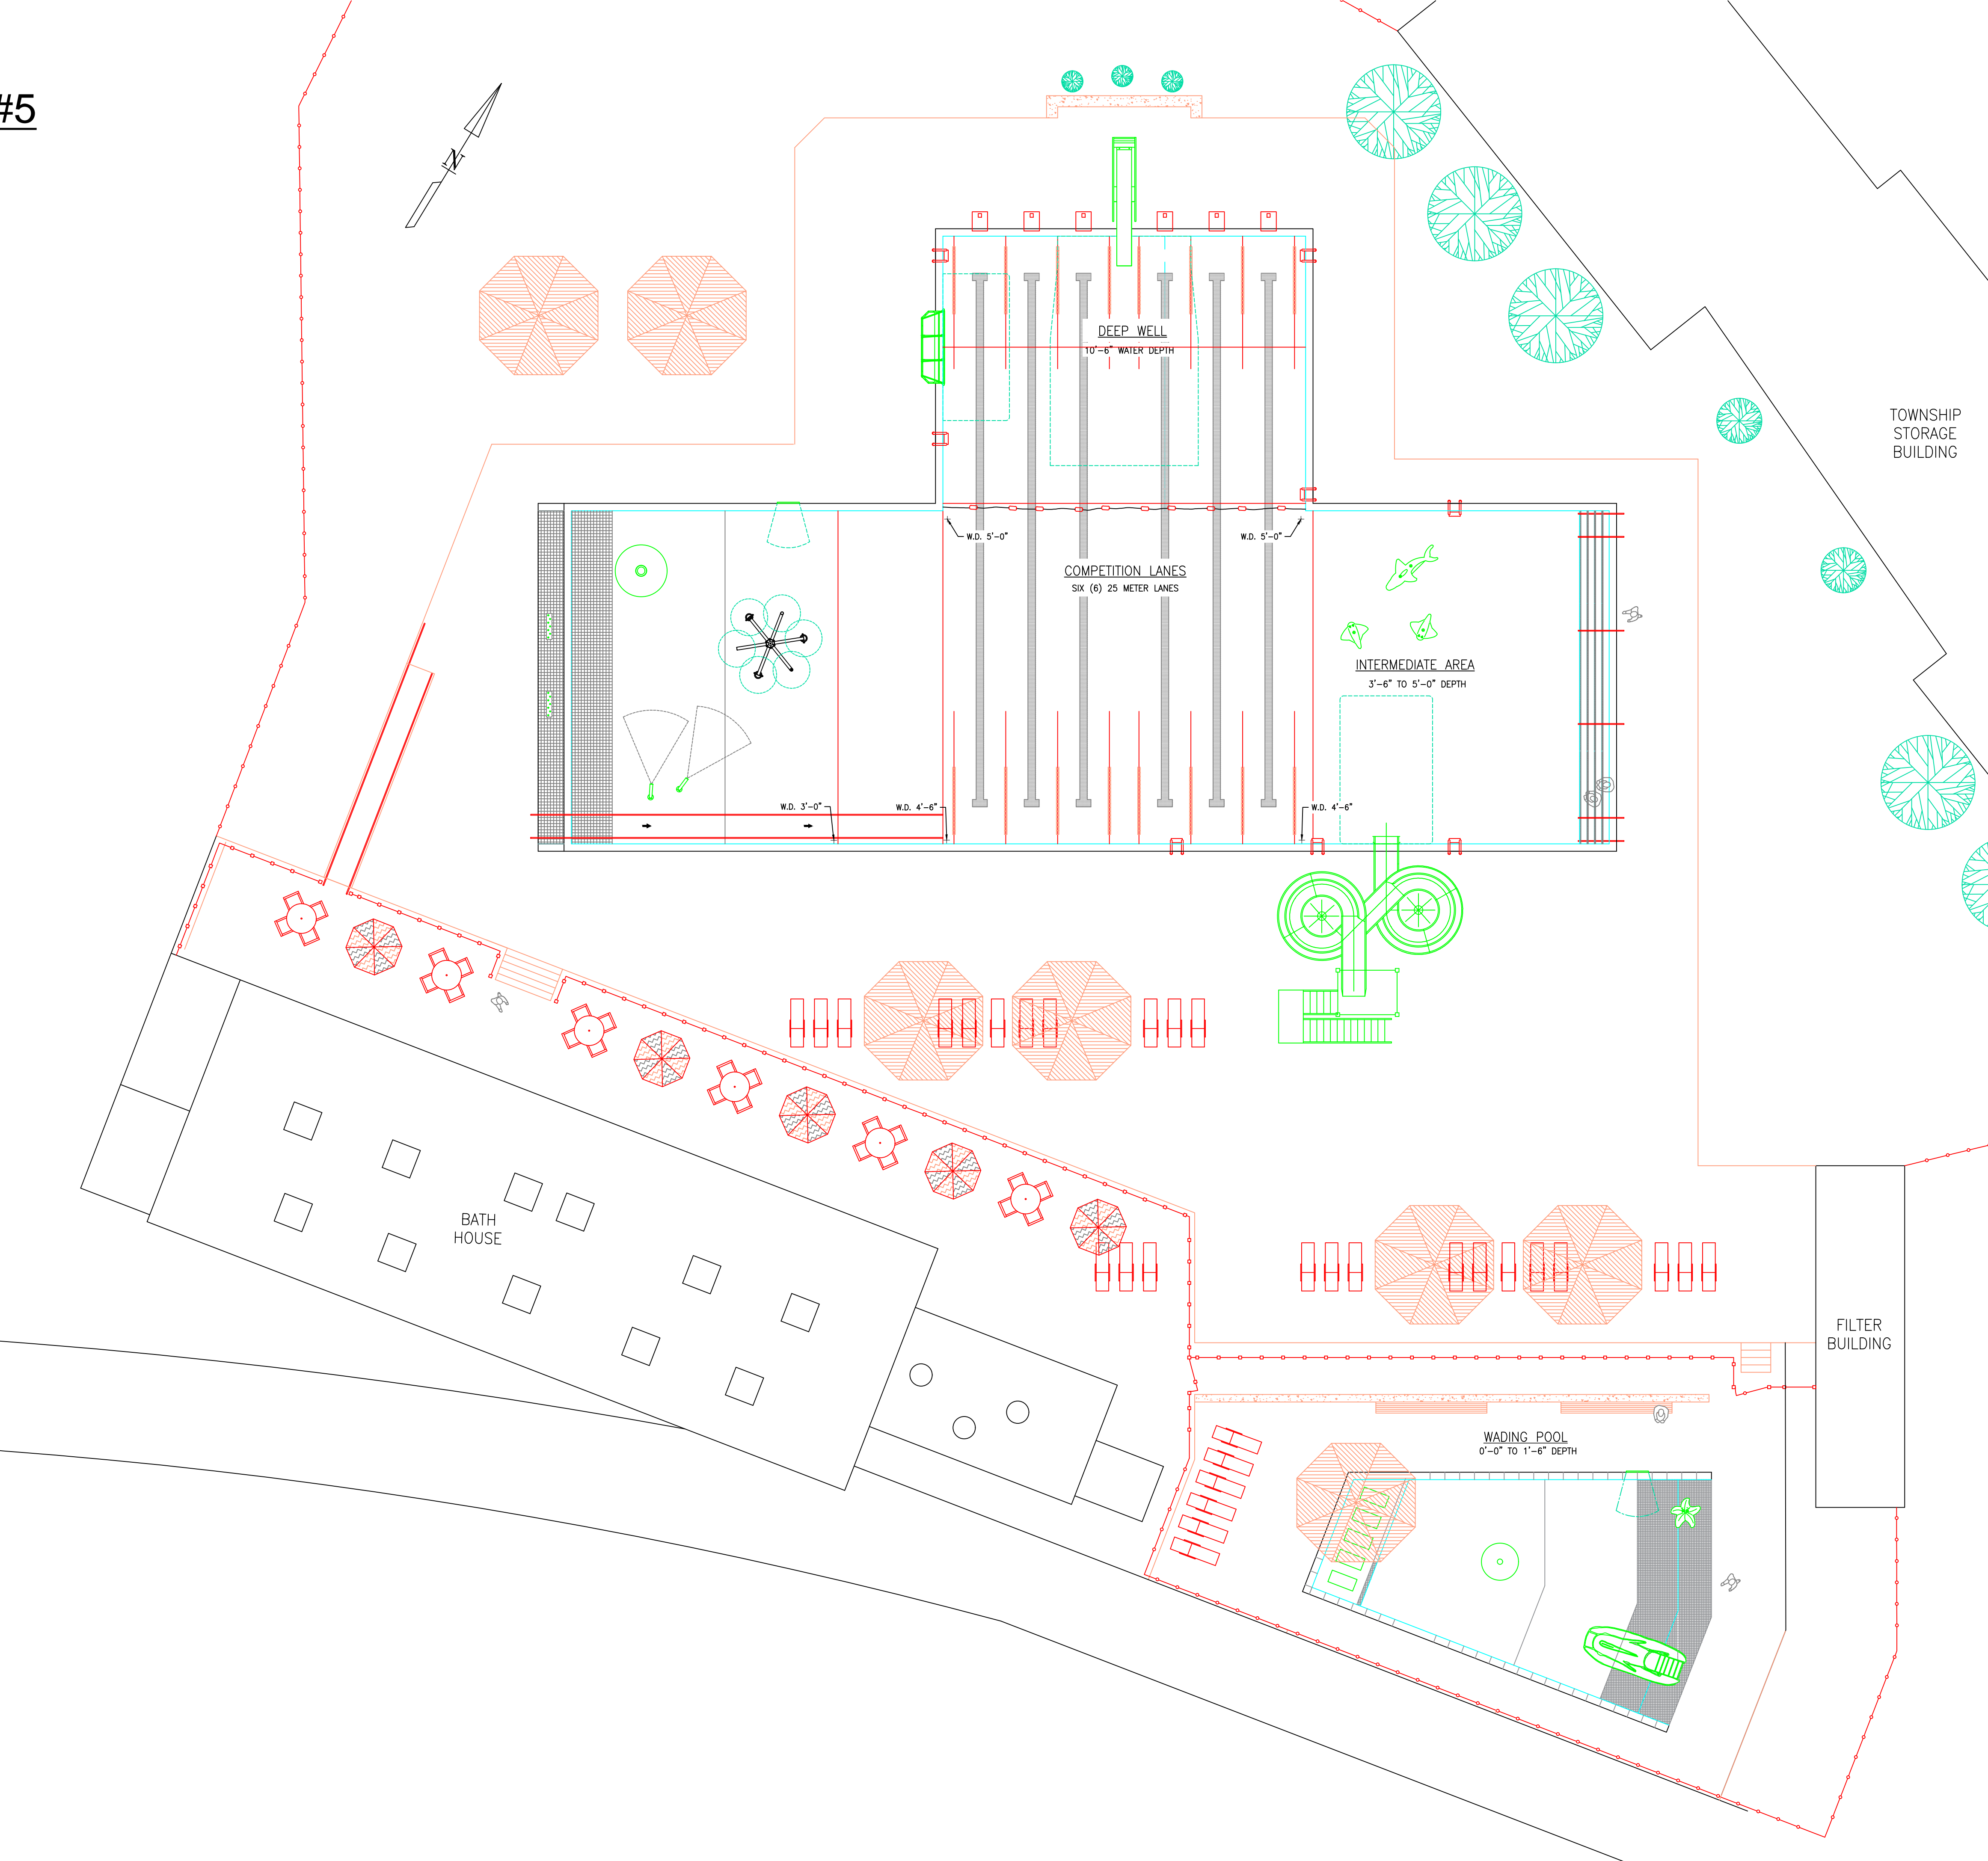 #5
N
DEEP WELL
10'-6" WATER DEPTH
TOWNSHIP
STORAGE
BUILDING
W.D. 5'-0"
W.D. 5'-0"
COMPETITION LANES
SIX (6) 25 METER LANES
INTERMEDIATE AREA
3'-6" TO 5'-0" DEPTH
W.D. 3'-0"
W.D. 4'-6"
W.D. 4'-6"
BATH
HOUSE
FILTER
BUILDING
WADING POOL
0'-0" TO 1'-6" DEPTH